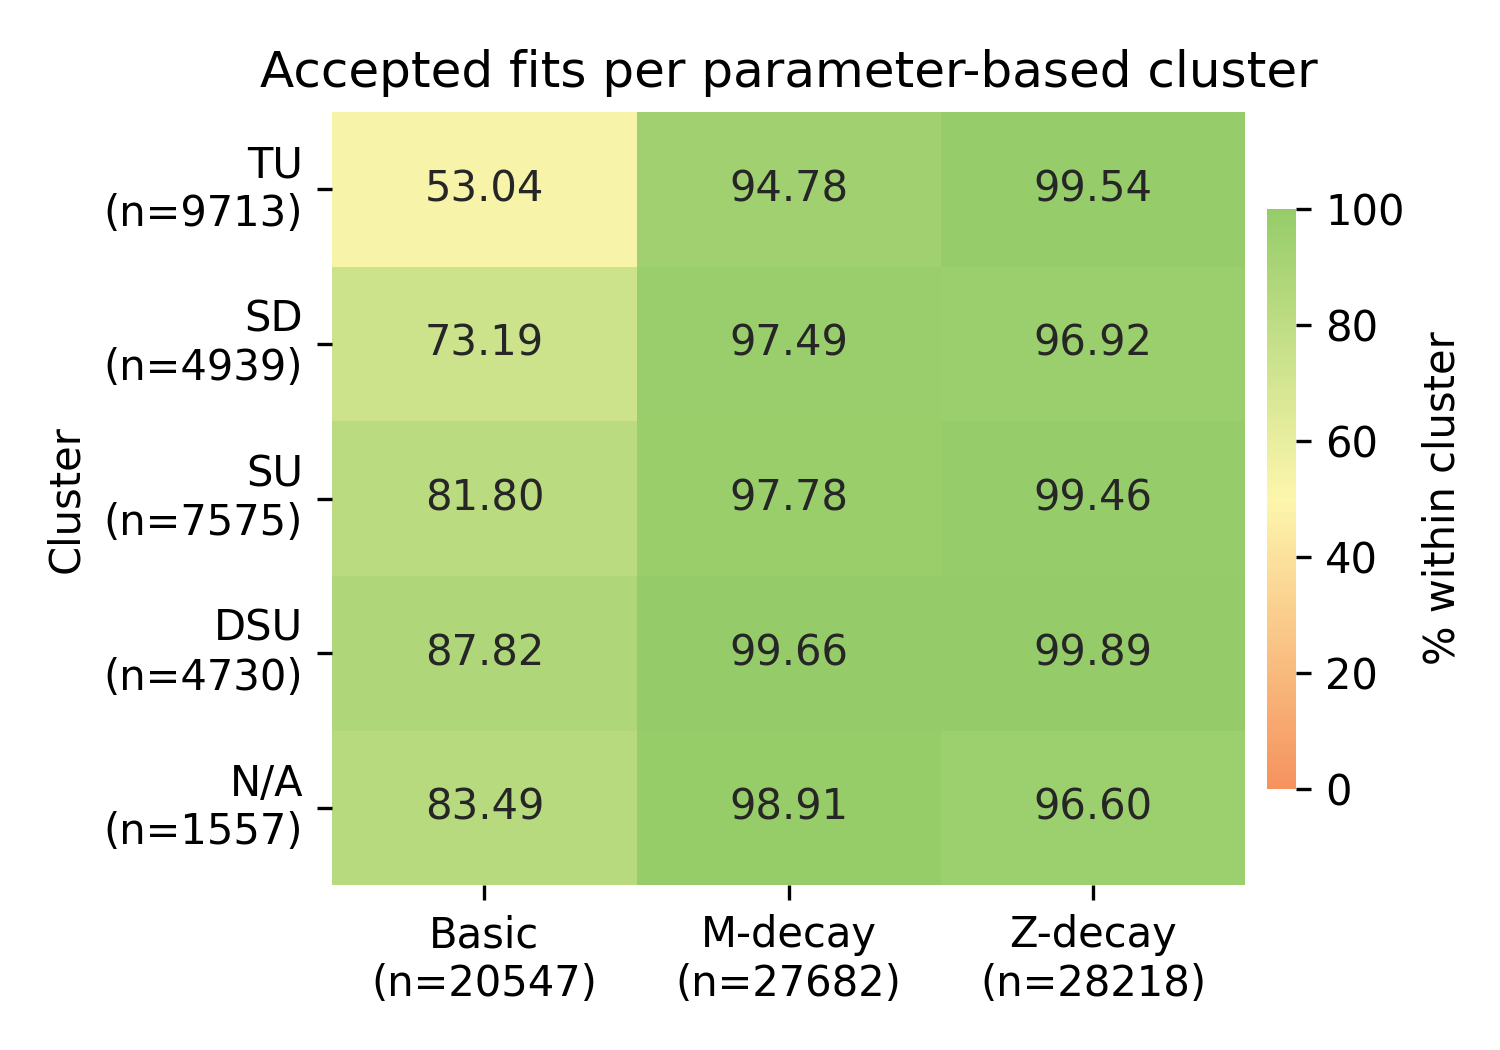 Accepted fits per parameter-based cluster
Cluster
TU
(n=9713)
53.04 94.78 99.54
SD
(n=4939)
73.19 97.49 96.92
SU
(n=7575)
81.80 97.78 99.46
DSU
(n=4730)
87.82 99.66 99.89
N/A
(n=1557)
83.49 98.91 96.60
Basic
(n=20547)
M-decay
(n=27682)
Z-decay
(n=28218)
100
80
60
40
20
0
% within cluster